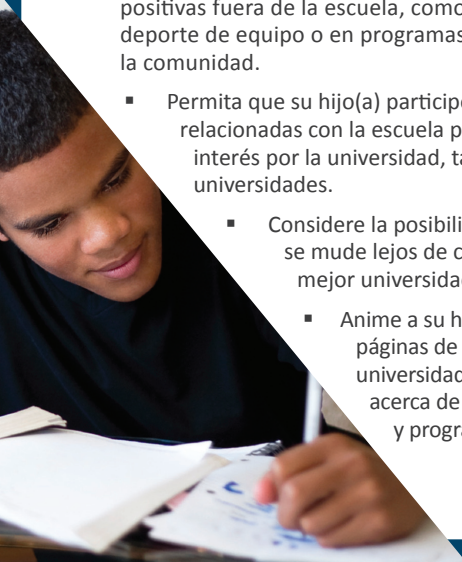 positivas fuera de la escuela, como
deporte de equipo o en programas
la comunidad.
▪ Permita que su hijo(a) participe
relacionadas con la escuela p
interés por la universidad, ta
universidades.
▪ Considere la posibili
se mude lejos de c
mejor universida
▪ Anime a su h
páginas de
universidad
acerca de
y progra